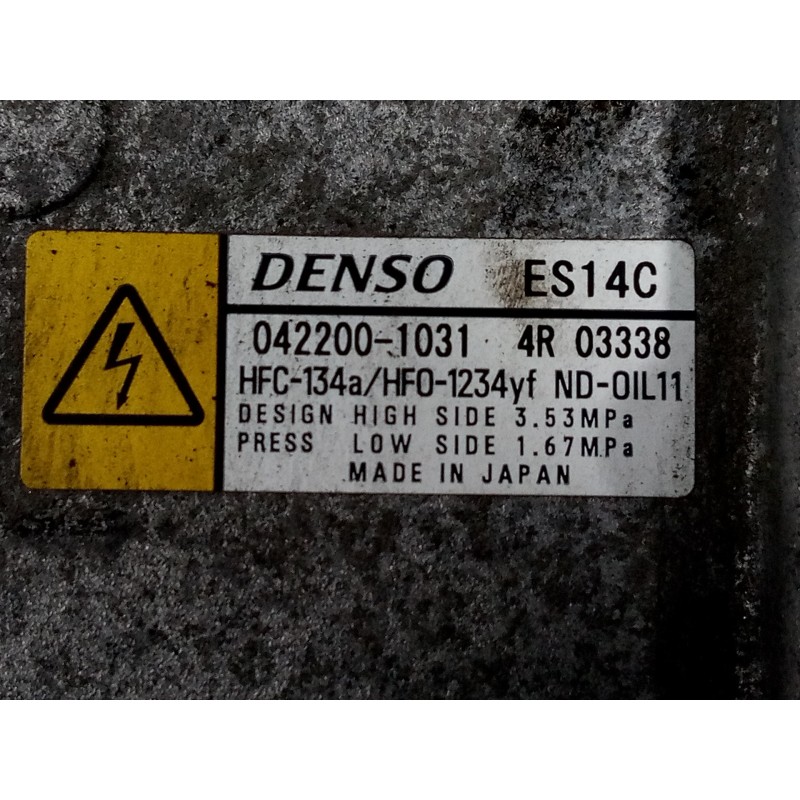 DENSO ES14C
042200-1031 4R 03338
HFC-134a/HFO-1234yf ND-OIL11
DESIGN HIGH SIDE 3.53MPa
PRESS LOW SIDE 1.67MPa
MADE IN JAPAN